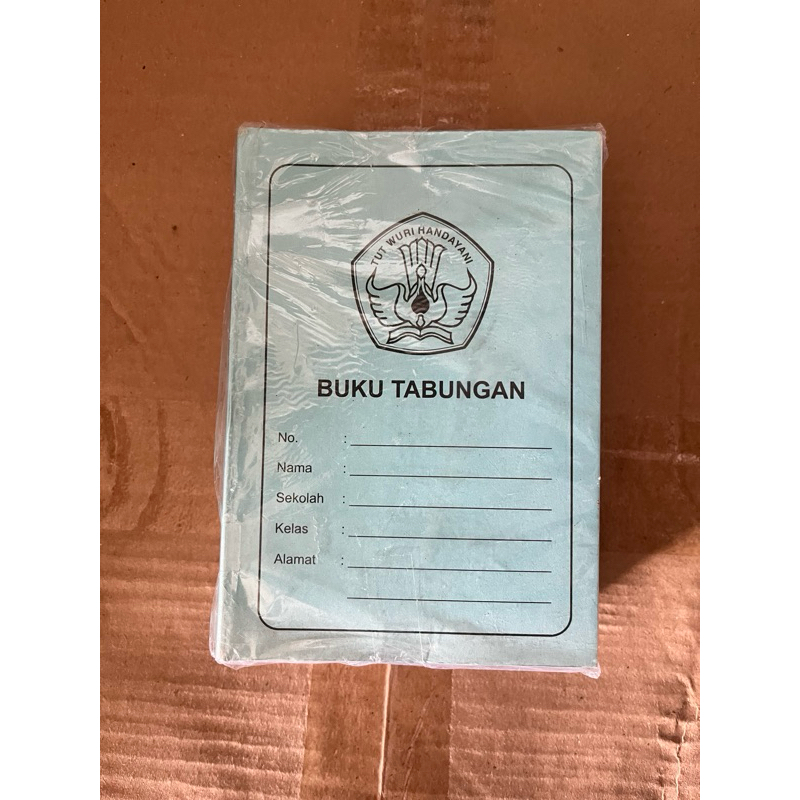 TUT WURI HANDAYANI
BUKU TABUNGAN
No. :
Nama :
Sekolah :
Kelas :
Alamat :